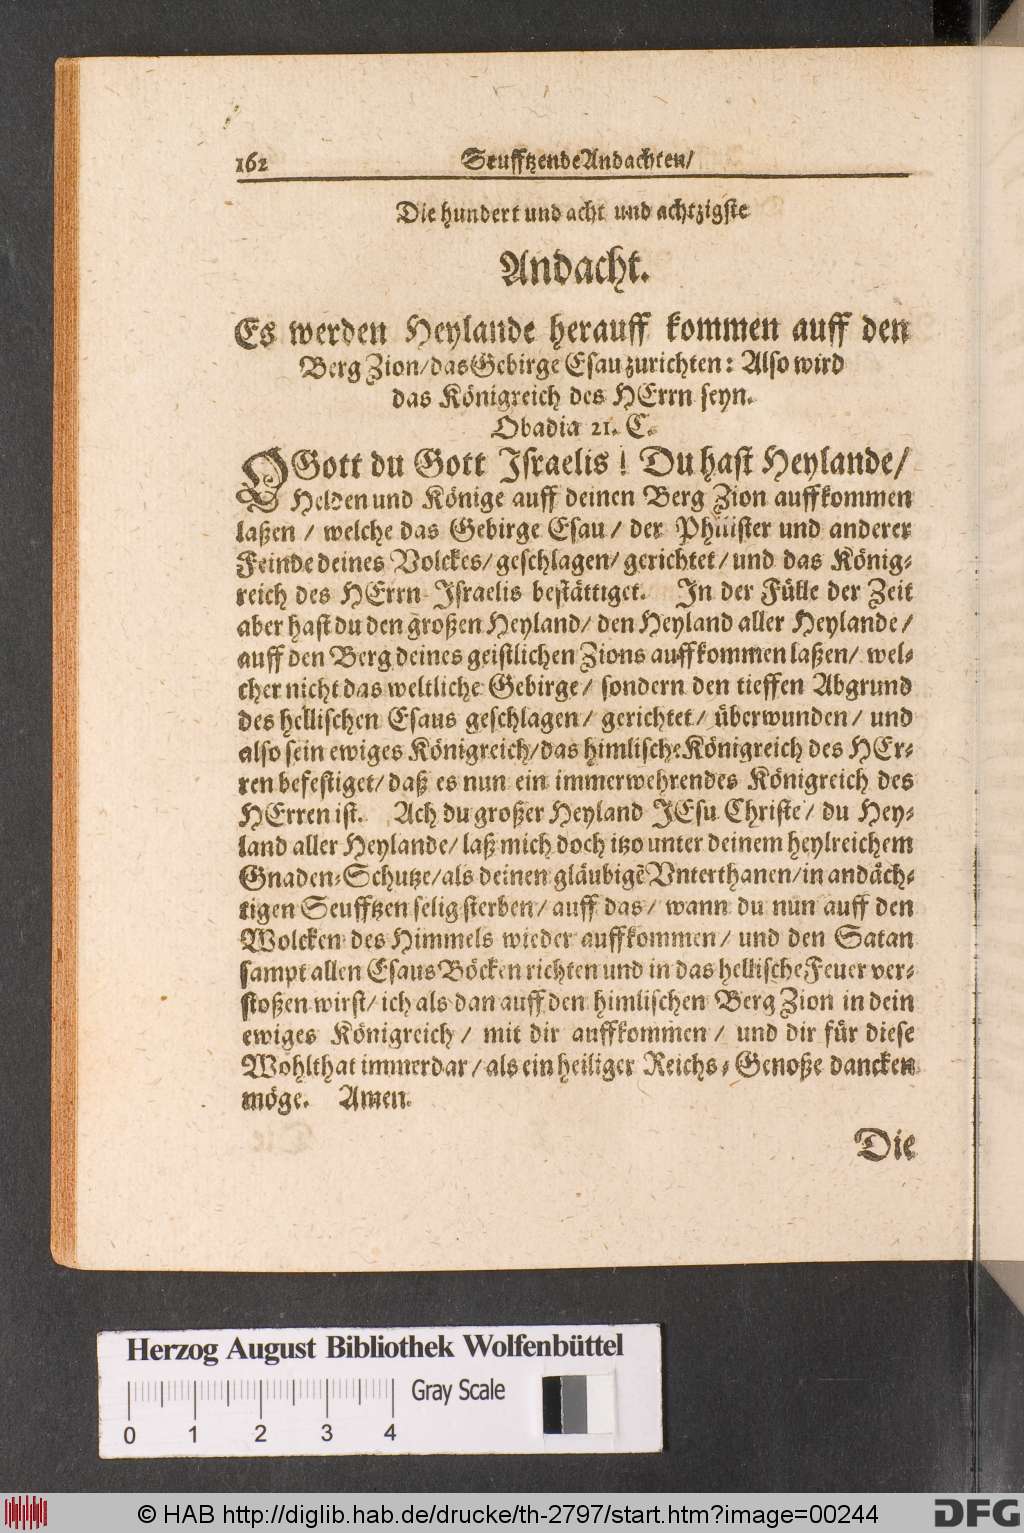 162 Seufftzende Andachten/
Die hundert und acht und achtzigste
Andacht.
Es werden Heylande herauff kommen auff den
Berg Zion/das Gebirge Esau zurichten: Also wird
das Königreich des HErrn seyn.
Obadia 21. C.
O Gott du Gott Israelis! Du hast Heylande/
Helden und Könige auff deinen Berg Zion auffkommen
laßen / welche das Gebirge Esau / der Philister und anderer
Feinde deines Volckes/ geschlagen/ gerichtet/ und das König-
reich des HErrn Israelis bestättiget. In der Fülle der Zeit
aber hast du den großen Heyland/ den Heyland aller Heylande/
auff den Berg deines geistlichen Zions auffkommen laßen/ wel-
cher nicht das weltliche Gebirge/ sondern den tieffen Abgrund
des hellischen Esaus geschlagen/ gerichtet/ überwunden/ und
also sein ewiges Königreich/das himlische Königreich des HEr-
ren befestiget/ daß es nun ein immerwehrendes Königreich des
HErren ist. Ach du großer Heyland JEsu Christe/ du Hey-
land aller Heylande/ laß mich doch itzo unter deinem heylreichem
Gnaden-Schutze/als deinen gläubigē Vnterthanen/in andäch-
tigen Seufftzen selig sterben/ auff das/ wann du nun auff den
Wolcken des Himmels wieder auffkommen/ und den Satan
sampt allen Esaus Böcken richten und in das hellische Feuer ver-
stoßen wirst/ ich als dan auff den himlischen Berg Zion in dein
ewiges Königreich / mit dir auffkommen / und dir für diese
Wohlthat immerdar/ als ein heiliger Reichs-Genoße dancken
möge. Amen.
Die
Herzog August Bibliothek Wolfenbüttel
Gray Scale
0 1 2 3 4
© HAB http://diglib.hab.de/drucke/th-2797/start.htm?image=00244
DFG